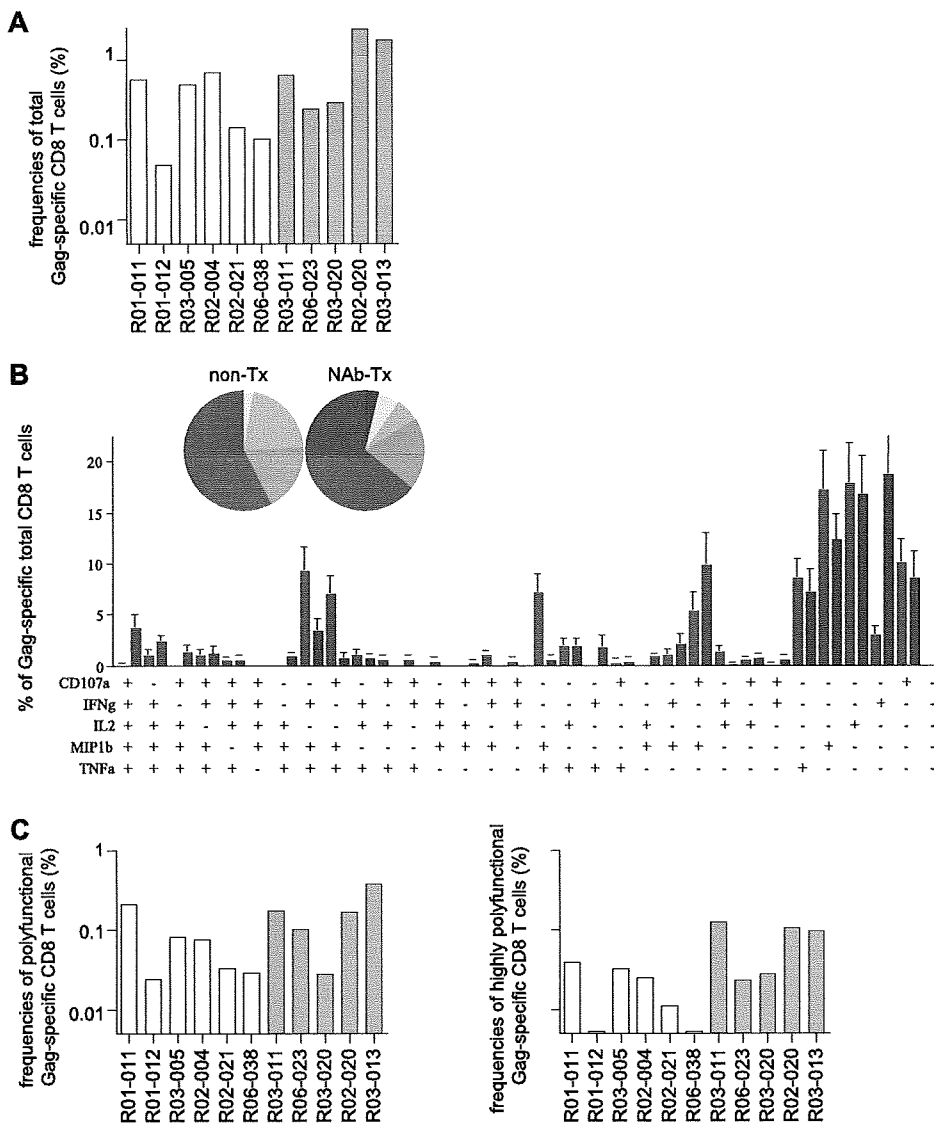 A
frequencies of total
Gag-specific CD8 T cells (%)
1
0.1
0.01
R01-011 R01-012 R03-005 R02-004 R02-021 R06-038 R03-011 R06-023 R03-020 R02-020 R03-013
B
non-Tx NAb-Tx
% of Gag-specific total CD8 T cells
20
15
10
5
0
CD107a + - + + + + - - + - + + - + + + - - - + - - + - + + - - - - + -
IFNg + + - + + + - + - + - + + - + + - - + - - + - + - + - - - + - -
IL2 + + + - + + + - - + + - + + - + - + - - + - - + + - - - + - - -
MIP1b + + + + - + + + + - - - + + + - + - - - + + + - - - - + - - - -
TNFa + + + + + - + + + + + + - - - - + + + + - - - - - - + - - - - -
C
frequencies of polyfunctional
Gag-specific CD8 T cells (%)
1
0.1
0.01
R01-011 R01-012 R03-005 R02-004 R02-021 R06-038 R03-011 R06-023 R03-020 R02-020 R03-013
frequencies of highly polyfunctional
Gag-specific CD8 T cells (%)
R01-011 R01-012 R03-005 R02-004 R02-021 R06-038 R03-011 R06-023 R03-020 R02-020 R03-013